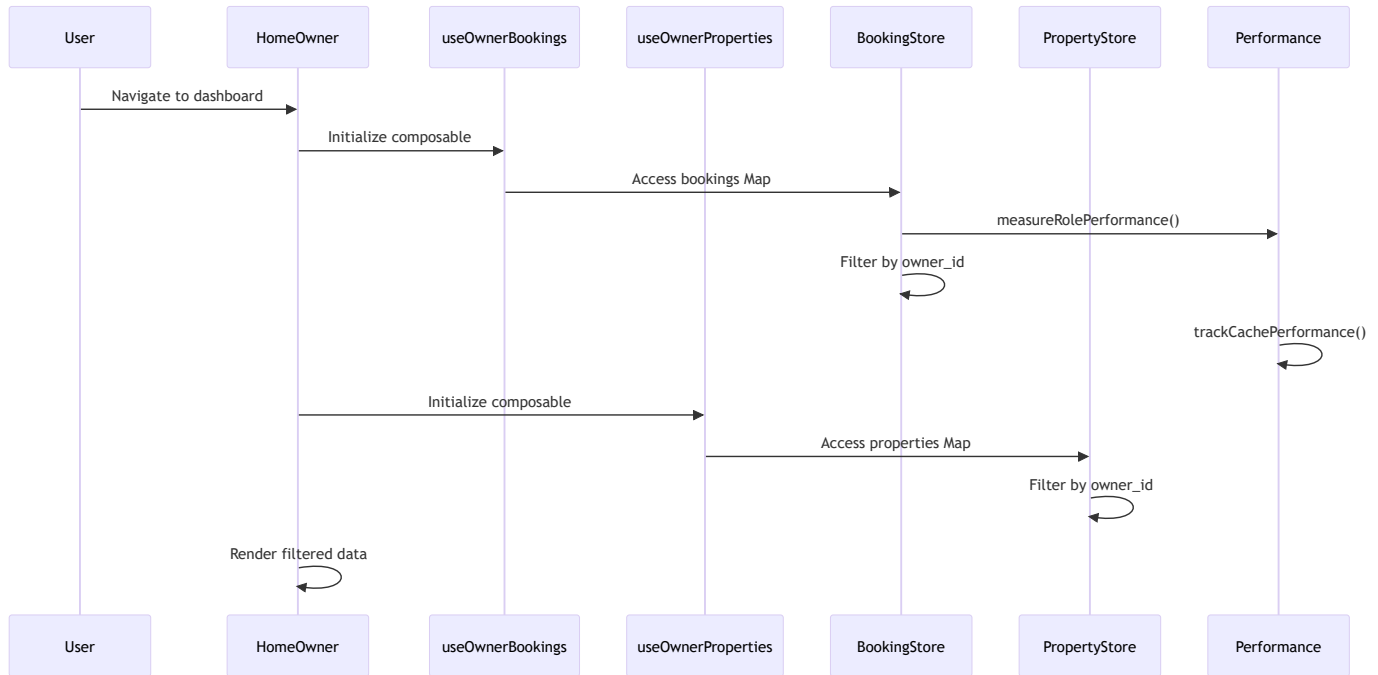 User
HomeOwner
useOwnerBookings
useOwnerProperties
BookingStore
PropertyStore
Performance
Navigate to dashboard
Initialize composable
Access bookings Map
measureRolePerformance()
Filter by owner_id
trackCachePerformance()
Initialize composable
Access properties Map
Filter by owner_id
Render filtered data
User
HomeOwner
useOwnerBookings
useOwnerProperties
BookingStore
PropertyStore
Performance